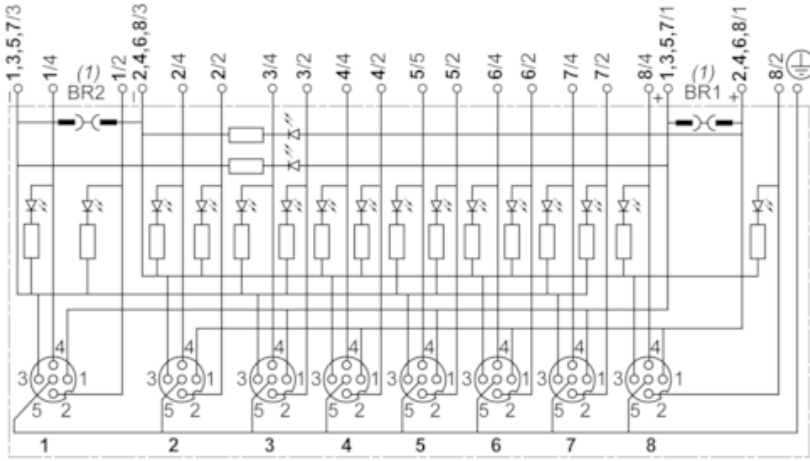 1,3,5,7/3 1/4 1/2 2,4,6,8/3 2/4 2/2 3/4 3/2 4/4 4/2 5/5 5/2 6/4 6/2 7/4 7/2 8/4 1,3,5,7/1 2,4,6,8/1 8/2
(1) (1)
BR2 − + BR1 +
4 4 4 4 4 4 4 4
3 1 3 1 3 1 3 1 3 1 3 1 3 1 3 1
5 2 5 2 5 2 5 2 5 2 5 2 5 2 5 2
1 2 3 4 5 6 7 8